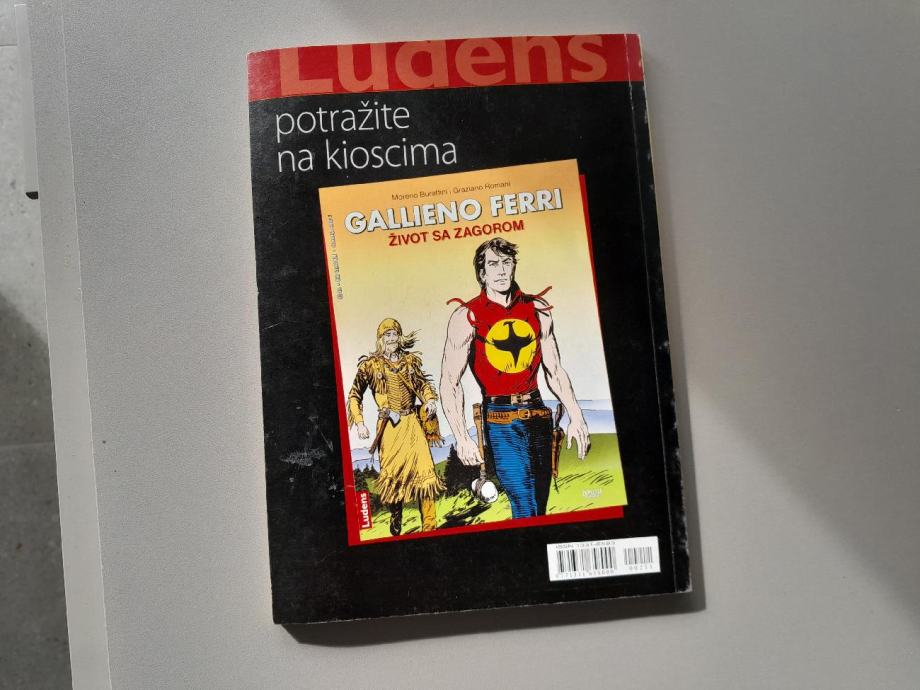 Ludens
potražite
na kioscima
Moreno Burattini i Graziano Romani
GALLIENO FERRI
ŽIVOT SA ZAGOROM
Ludens